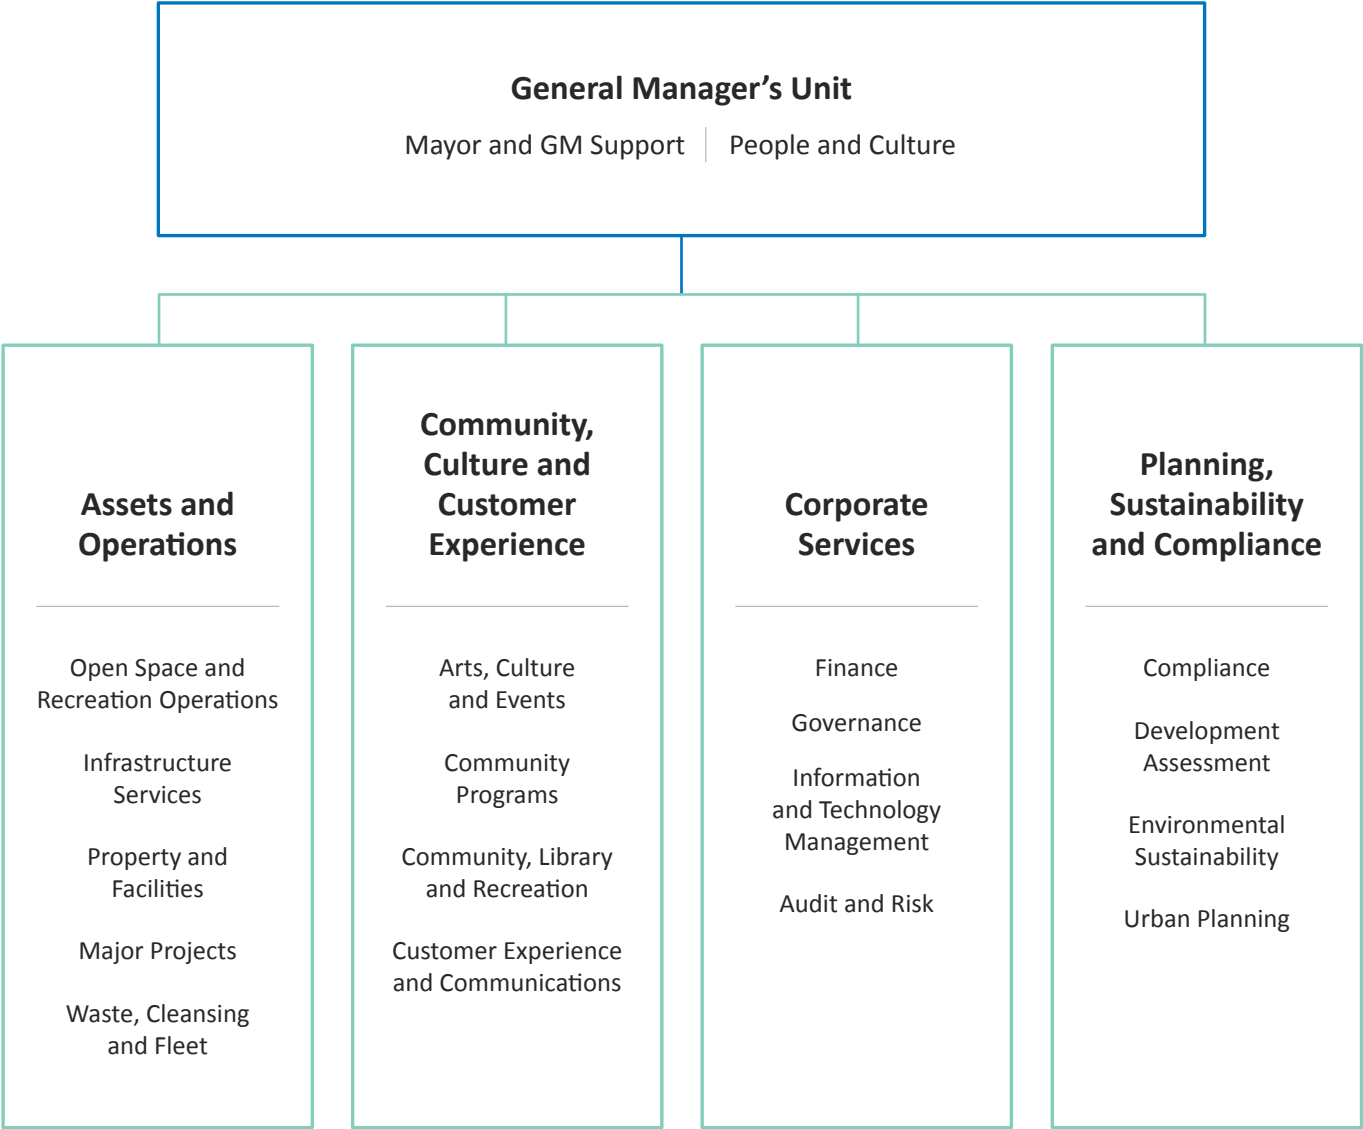 General Manager’s Unit
Mayor and GM Support
People and Culture
Assets and
Operations
Open Space and
Recreation Operations
Infrastructure
Services
Property and
Facilities
Major Projects
Waste, Cleansing
and Fleet
Community,
Culture and
Customer
Experience
Arts, Culture
and Events
Community
Programs
Community, Library
and Recreation
Customer Experience
and Communications
Corporate
Services
Finance
Governance
Information
and Technology
Management
Audit and Risk
Planning,
Sustainability
and Compliance
Compliance
Development
Assessment
Environmental
Sustainability
Urban Planning